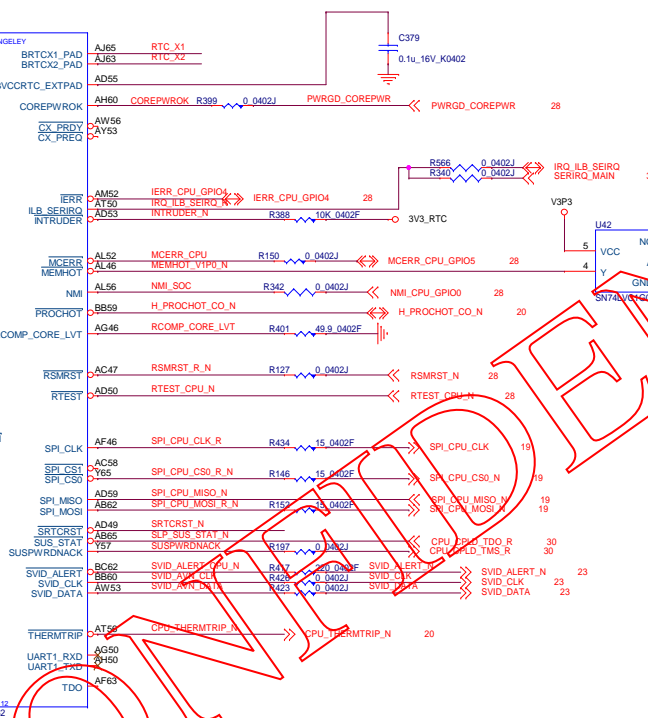 NGELEY
C379
BRTCX1_PAD AJ65 RTC_X1
BRTCX2_PAD AJ63 RTC_X2
0.1u_16V_K0402
VCCRTC_EXTPAD AD55
COREPWROK AH60 COREPWROK R399 0_0402J PWRGD_COREPWR PWRGD_COREPWR 28
CX_PRDY AW56
CX_PREQ AY53
R566 0_0402J IRQ_ILB_SEIRQ
R340 0_0402J SERIRQ_MAIN
IERR AM52 IERR_CPU_GPIO4 IERR_CPU_GPIO4 28
V3P3
ILB_SERIRQ AT50 IRQ_ILB_SEIRQ_N
INTRUDER AD53 INTRUDER_N R388 10K_0402F 3V3_RTC
U42
5 VCC
MCERR AL52 MCERR_CPU R150 0_0402J MCERR_CPU_GPIO5 28
MEMHOT AL46 MEMHOT_V1P0_N 4 Y
GND
NMI AL56 NMI_SOC R342 0_0402J NMI_CPU_GPIO0 28
PROCHOT BB59 H_PROCHOT_CO_N H_PROCHOT_CO_N 20
COMP_CORE_LVT AG46 RCOMP_CORE_LVT R401 49.9_0402F
RSMRST AC47 RSMRST_R_N R127 0_0402J RSMRST_N 28
RTEST AD50 RTEST_CPU_N RTEST_CPU_N 28
SPI_CLK AF46 SPI_CPU_CLK_R R434 15_0402F SPI_CPU_CLK 19
SPI_CS1 AC58
SPI_CS0 Y65 SPI_CPU_CS0_R_N R146 15_0402F SPI_CPU_CS0_N 19
SPI_MISO AD59 SPI_CPU_MISO_N SPI_CPU_MISO_N 19
SPI_MOSI AB62 SPI_CPU_MOSI_R_N R152 15_0402F SPI_CPU_MOSI_N 19
SRTCRST AD49 SRTCRST_N
SUS_STAT AB65 SLP_SUS_STAT_N CPU_CPLD_TDO_R 30
SUSPWRDNACK Y57 SUSPWRDNACK R197 0_0402J CPU_CPLD_TMS_R 30
SVID_ALERT BC62 SVID_ALERT_CPU_N R417 220_0402F SVID_ALERT_N SVID_ALERT_N 23
SVID_CLK BB60 SVID_AVN_CLK R426 0_0402J SVID_CLK SVID_CLK 23
SVID_DATA AW53 SVID_AVN_DATA R423 0_0402J SVID_DATA SVID_DATA 23
THERMTRIP AT56 CPU_THERMTRIP_N CPU_THERMTRIP_N 20
UART1_RXD AG50
UART1_TXD AH50
TDO AF63
12
2